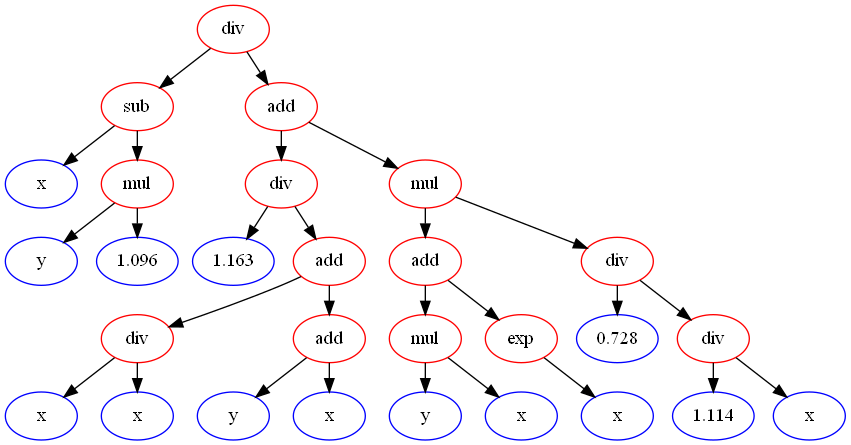 div
sub add
x mul div mul
y 1.096 1.163 add add div
div add mul exp 0.728 div
x x y x y x x 1.114 x